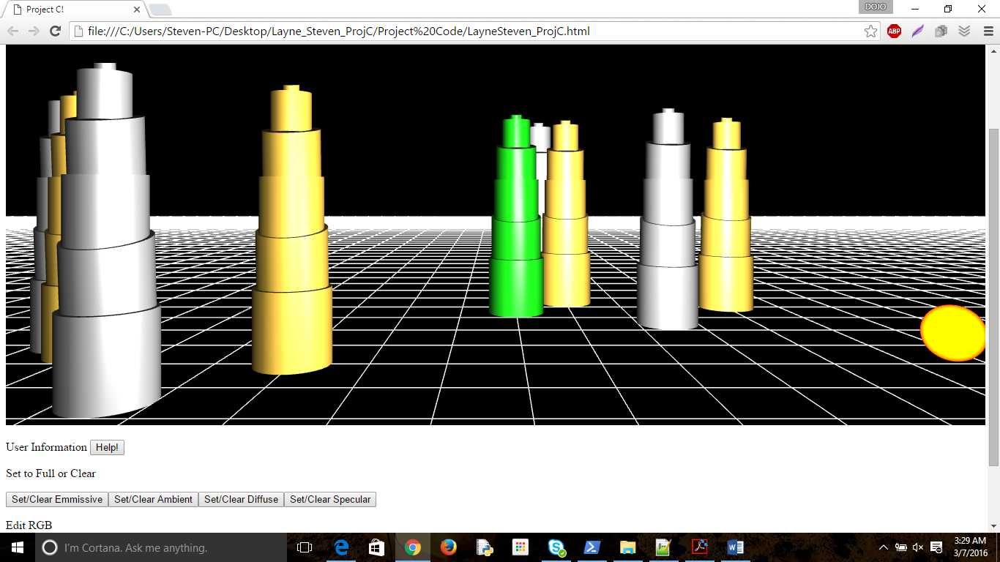 Project C!
DOJO
file:///C:/Users/Steven-PC/Desktop/Layne_Steven_ProjC/Project%20Code/LayneSteven_ProjC.html
ABP
User Information Help!
Set to Full or Clear
Set/Clear Emmissive Set/Clear Ambient Set/Clear Diffuse Set/Clear Specular
Edit RGB
I'm Cortana. Ask me anything.
3:29 AM
3/7/2016